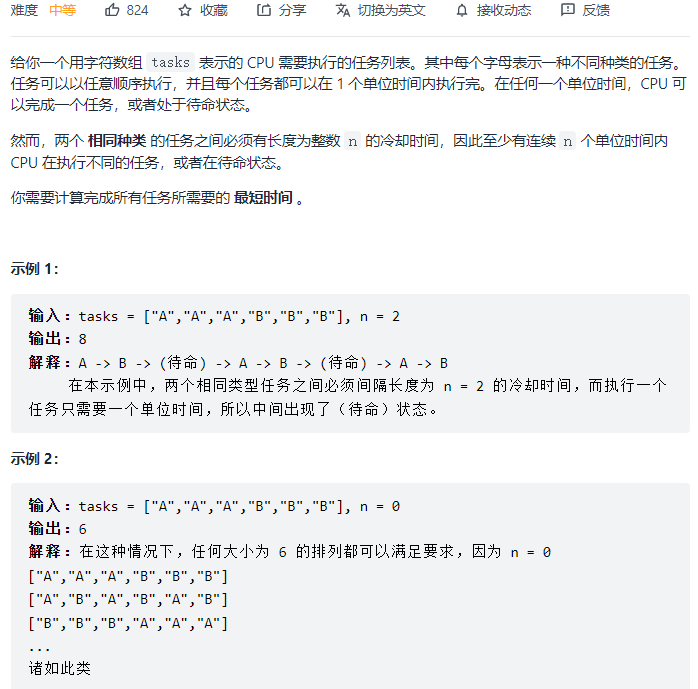 难度 中等 824 收藏 分享 切换为英文 接收动态 反馈
给你一个用字符数组 tasks 表示的 CPU 需要执行的任务列表。其中每个字母表示一种不同种类的任务。
任务可以以任意顺序执行，并且每个任务都可以在 1 个单位时间内执行完。在任何一个单位时间，CPU 可
以完成一个任务，或者处于待命状态。
然而，两个 相同种类 的任务之间必须有长度为整数 n 的冷却时间，因此至少有连续 n 个单位时间内
CPU 在执行不同的任务，或者在待命状态。
你需要计算完成所有任务所需要的 最短时间 。
示例 1：
输入：tasks = ["A","A","A","B","B","B"], n = 2
输出：8
解释：A -> B -> (待命) -> A -> B -> (待命) -> A -> B
在本示例中，两个相同类型任务之间必须间隔长度为 n = 2 的冷却时间，而执行一个
任务只需要一个单位时间，所以中间出现了（待命）状态。
示例 2：
输入：tasks = ["A","A","A","B","B","B"], n = 0
输出：6
解释：在这种情况下，任何大小为 6 的排列都可以满足要求，因为 n = 0
["A","A","A","B","B","B"]
["A","B","A","B","A","B"]
["B","B","B","A","A","A"]
...
诸如此类